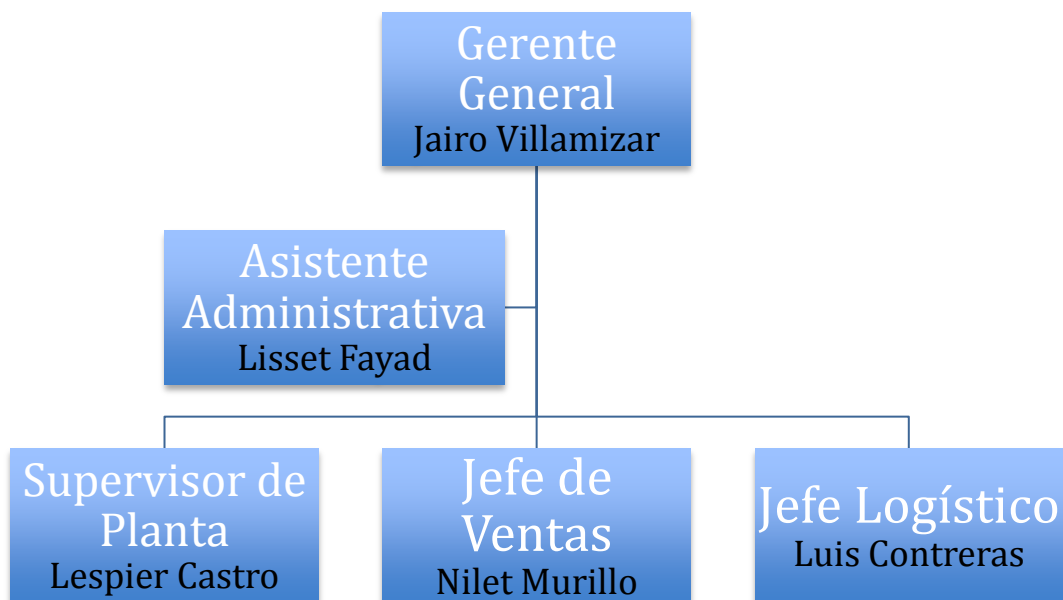 Gerente
General
Jairo Villamizar
Asistente
Administrativa
Lisset Fayad
Supervisor de
Planta
Lespier Castro
Jefe de
Ventas
Nilet Murillo
Jefe Logístico
Luis Contreras